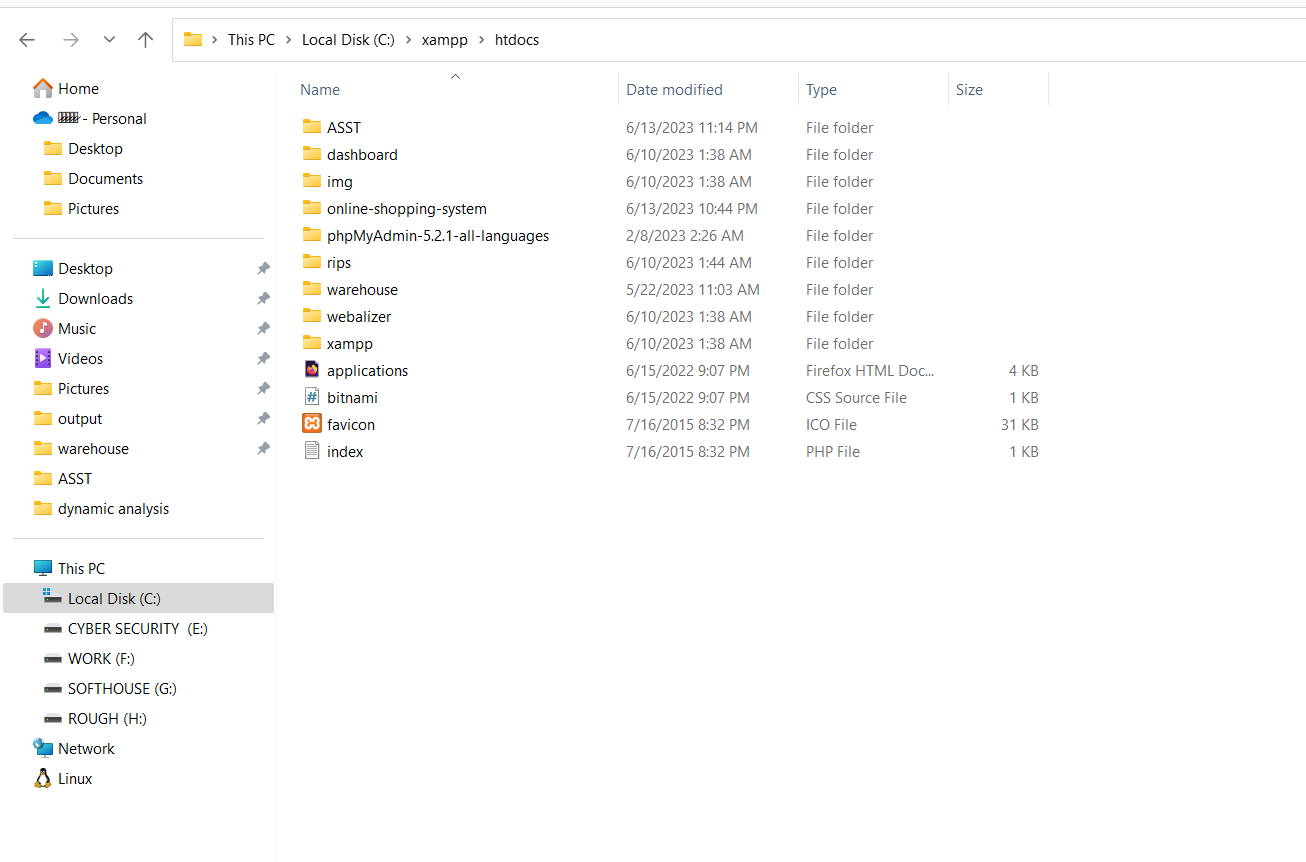 This PC > Local Disk (C:) > xampp > htdocs
Home
- Personal
Desktop
Documents
Pictures
Desktop
Downloads
Music
Videos
Pictures
output
warehouse
ASST
dynamic analysis
This PC
Local Disk (C:)
CYBER SECURITY (E:)
WORK (F:)
SOFTHOUSE (G:)
ROUGH (H:)
Network
Linux
Name Date modified Type Size
ASST 6/13/2023 11:14 PM File folder
dashboard 6/10/2023 1:38 AM File folder
img 6/10/2023 1:38 AM File folder
online-shopping-system 6/13/2023 10:44 PM File folder
phpMyAdmin-5.2.1-all-languages 2/8/2023 2:26 AM File folder
rips 6/10/2023 1:44 AM File folder
warehouse 5/22/2023 11:03 AM File folder
webalizer 6/10/2023 1:38 AM File folder
xampp 6/10/2023 1:38 AM File folder
applications 6/15/2022 9:07 PM Firefox HTML Doc... 4 KB
bitnami 6/15/2022 9:07 PM CSS Source File 1 KB
favicon 7/16/2015 8:32 PM ICO File 31 KB
index 7/16/2015 8:32 PM PHP File 1 KB